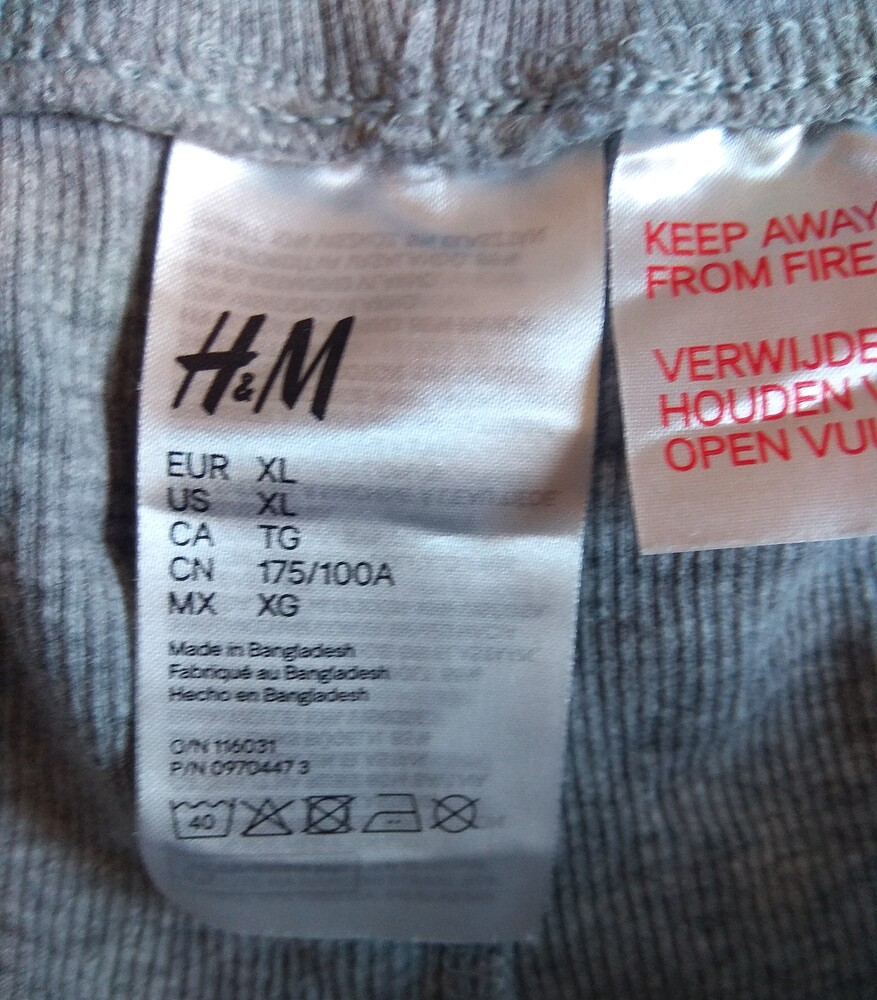 H&M
EUR XL
US XL
CA TG
CN 175/100A
MX XG
Made in Bangladesh
Fabriqué au Bangladesh
Hecho en Bangladesh
O/N 116031
P/N 0970447 3
40
KEEP AWAY
FROM FIRE
VERWIJDE
HOUDEN V
OPEN VUU